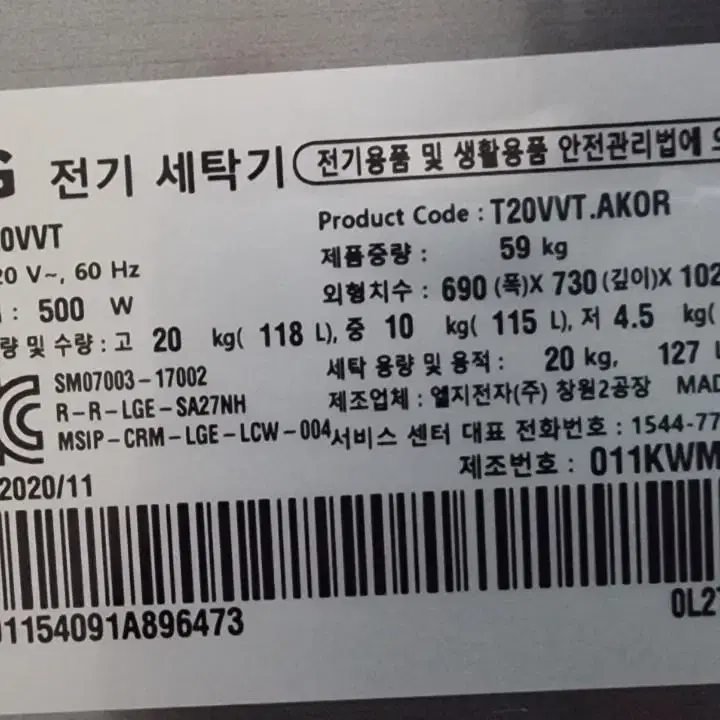 G 전기 세탁기 전기용품 및 생활용품 안전관리법에 의
0VVT
Product Code : T20VVT.AKOR
20 V~, 60 Hz
제품중량 : 59 kg
: 500 W
외형치수 : 690 (폭)X 730 (깊이)X 102
량 및 수량 : 고 20 kg( 118 L), 중 10 kg( 115 L), 저 4.5 kg(
세탁 용량 및 용적 : 20 kg, 127 L
SM07003-17002
R-R-LGE-SA27NH
제조업체 : 엘지전자(주) 창원2공장 MAD
MSIP-CRM-LGE-LCW-004
서비스 센터 대표 전화번호 : 1544-77
2020/11
제조번호 : 011KWM
01154091A896473
0L27